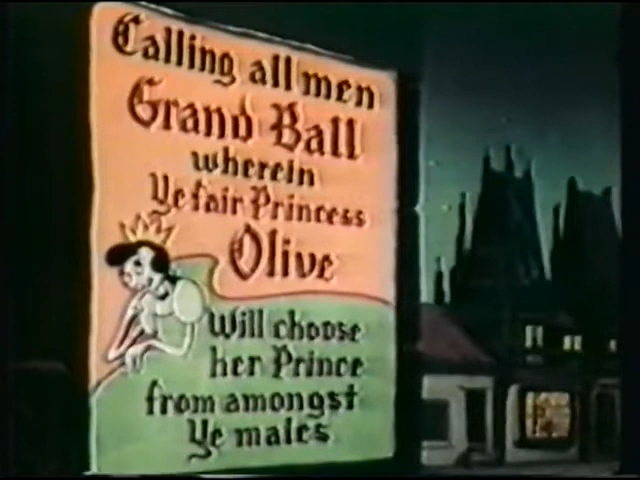 Calling all men
Grand Ball
wherein
Ye fair Princess
Olive
Will choose
her Prince
from amongst
Ye males